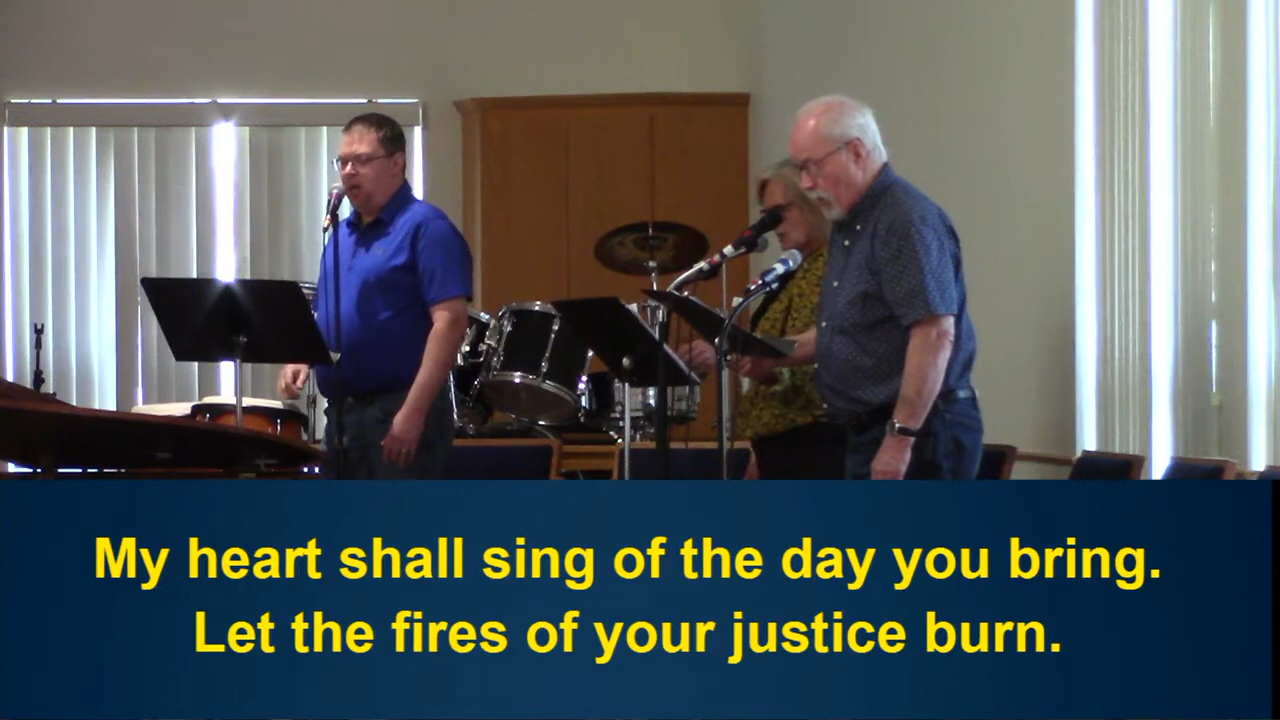 My heart shall sing of the day you bring.
Let the fires of your justice burn.